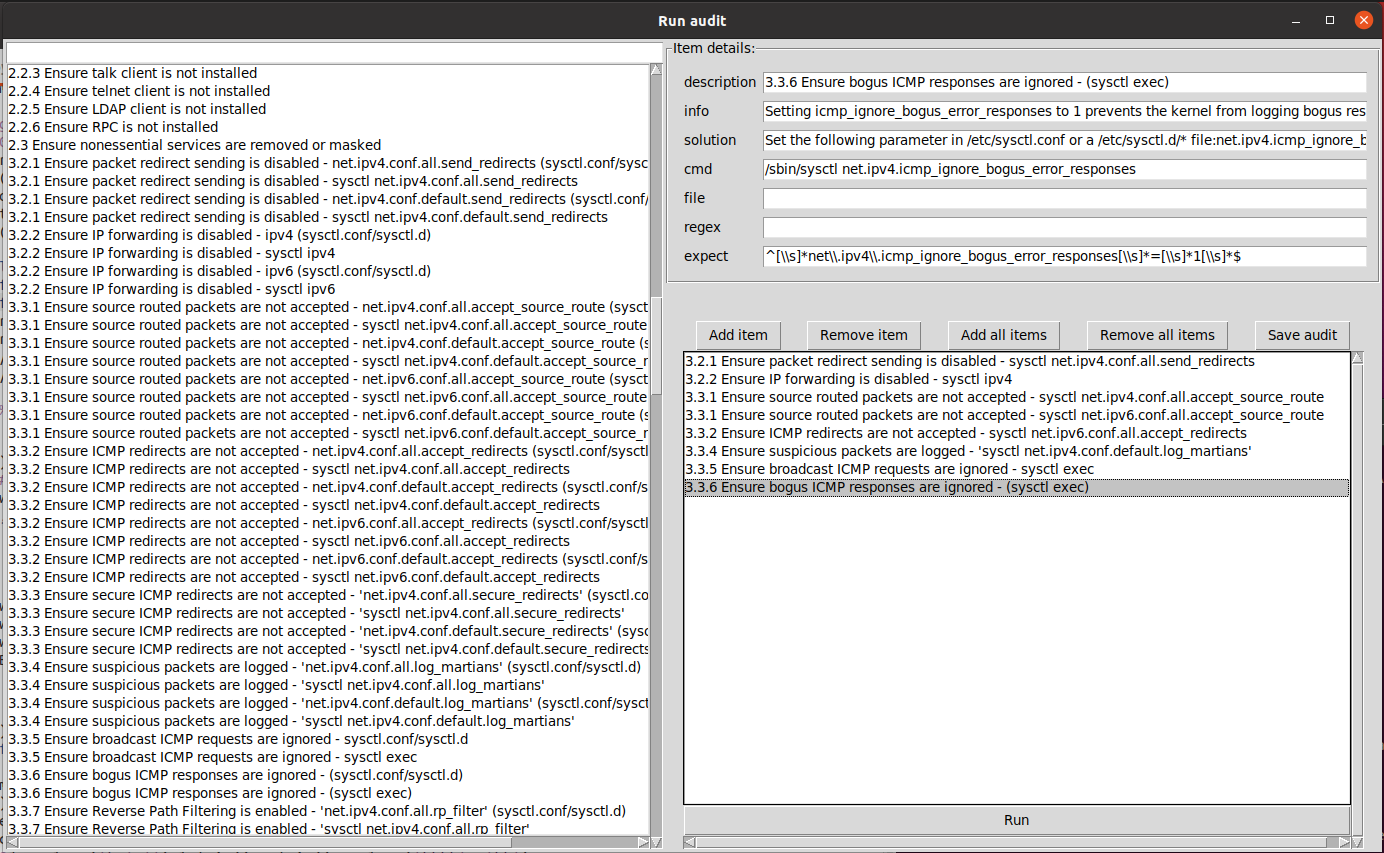 Run audit
2.2.3 Ensure talk client is not installed
2.2.4 Ensure telnet client is not installed
2.2.5 Ensure LDAP client is not installed
2.2.6 Ensure RPC is not installed
2.3 Ensure nonessential services are removed or masked
3.2.1 Ensure packet redirect sending is disabled - net.ipv4.conf.all.send_redirects (sysctl.conf/sysc
3.2.1 Ensure packet redirect sending is disabled - sysctl net.ipv4.conf.all.send_redirects
3.2.1 Ensure packet redirect sending is disabled - net.ipv4.conf.default.send_redirects (sysctl.conf/
3.2.1 Ensure packet redirect sending is disabled - sysctl net.ipv4.conf.default.send_redirects
3.2.2 Ensure IP forwarding is disabled - ipv4 (sysctl.conf/sysctl.d)
3.2.2 Ensure IP forwarding is disabled - sysctl ipv4
3.2.2 Ensure IP forwarding is disabled - ipv6 (sysctl.conf/sysctl.d)
3.2.2 Ensure IP forwarding is disabled - sysctl ipv6
3.3.1 Ensure source routed packets are not accepted - net.ipv4.conf.all.accept_source_route (sysct
3.3.1 Ensure source routed packets are not accepted - sysctl net.ipv4.conf.all.accept_source_route
3.3.1 Ensure source routed packets are not accepted - net.ipv4.conf.default.accept_source_route (s
3.3.1 Ensure source routed packets are not accepted - sysctl net.ipv4.conf.default.accept_source_r
3.3.1 Ensure source routed packets are not accepted - net.ipv6.conf.all.accept_source_route (sysct
3.3.1 Ensure source routed packets are not accepted - sysctl net.ipv6.conf.all.accept_source_route
3.3.1 Ensure source routed packets are not accepted - net.ipv6.conf.default.accept_source_route (s
3.3.1 Ensure source routed packets are not accepted - sysctl net.ipv6.conf.default.accept_source_r
3.3.2 Ensure ICMP redirects are not accepted - net.ipv4.conf.all.accept_redirects (sysctl.conf/sysctl
3.3.2 Ensure ICMP redirects are not accepted - sysctl net.ipv4.conf.all.accept_redirects
3.3.2 Ensure ICMP redirects are not accepted - net.ipv4.conf.default.accept_redirects (sysctl.conf/s
3.3.2 Ensure ICMP redirects are not accepted - sysctl net.ipv4.conf.default.accept_redirects
3.3.2 Ensure ICMP redirects are not accepted - net.ipv6.conf.all.accept_redirects (sysctl.conf/sysctl
3.3.2 Ensure ICMP redirects are not accepted - sysctl net.ipv6.conf.all.accept_redirects
3.3.2 Ensure ICMP redirects are not accepted - net.ipv6.conf.default.accept_redirects (sysctl.conf/s
3.3.2 Ensure ICMP redirects are not accepted - sysctl net.ipv6.conf.default.accept_redirects
3.3.3 Ensure secure ICMP redirects are not accepted - 'net.ipv4.conf.all.secure_redirects' (sysctl.co
3.3.3 Ensure secure ICMP redirects are not accepted - 'sysctl net.ipv4.conf.all.secure_redirects'
3.3.3 Ensure secure ICMP redirects are not accepted - 'net.ipv4.conf.default.secure_redirects' (sysc
3.3.3 Ensure secure ICMP redirects are not accepted - 'sysctl net.ipv4.conf.default.secure_redirects
3.3.4 Ensure suspicious packets are logged - 'net.ipv4.conf.all.log_martians' (sysctl.conf/sysctl.d)
3.3.4 Ensure suspicious packets are logged - 'sysctl net.ipv4.conf.all.log_martians'
3.3.4 Ensure suspicious packets are logged - 'net.ipv4.conf.default.log_martians' (sysctl.conf/sysct
3.3.4 Ensure suspicious packets are logged - 'sysctl net.ipv4.conf.default.log_martians'
3.3.5 Ensure broadcast ICMP requests are ignored - sysctl.conf/sysctl.d
3.3.5 Ensure broadcast ICMP requests are ignored - sysctl exec
3.3.6 Ensure bogus ICMP responses are ignored - (sysctl.conf/sysctl.d)
3.3.6 Ensure bogus ICMP responses are ignored - (sysctl exec)
3.3.7 Ensure Reverse Path Filtering is enabled - 'net.ipv4.conf.all.rp_filter' (sysctl.conf/sysctl.d)
3.3.7 Ensure Reverse Path Filtering is enabled - 'sysctl net.ipv4.conf.all.rp_filter'
Item details:
description 3.3.6 Ensure bogus ICMP responses are ignored - (sysctl exec)
info Setting icmp_ignore_bogus_error_responses to 1 prevents the kernel from logging bogus res
solution Set the following parameter in /etc/sysctl.conf or a /etc/sysctl.d/* file:net.ipv4.icmp_ignore_b
cmd /sbin/sysctl net.ipv4.icmp_ignore_bogus_error_responses
file
regex
expect ^[\\s]*net\\.ipv4\\.icmp_ignore_bogus_error_responses[\\s]*=[\\s]*1[\\s]*$
Add item Remove item Add all items Remove all items Save audit
3.2.1 Ensure packet redirect sending is disabled - sysctl net.ipv4.conf.all.send_redirects
3.2.2 Ensure IP forwarding is disabled - sysctl ipv4
3.3.1 Ensure source routed packets are not accepted - sysctl net.ipv4.conf.all.accept_source_route
3.3.1 Ensure source routed packets are not accepted - sysctl net.ipv6.conf.all.accept_source_route
3.3.2 Ensure ICMP redirects are not accepted - sysctl net.ipv6.conf.all.accept_redirects
3.3.4 Ensure suspicious packets are logged - 'sysctl net.ipv4.conf.default.log_martians'
3.3.5 Ensure broadcast ICMP requests are ignored - sysctl exec
3.3.6 Ensure bogus ICMP responses are ignored - (sysctl exec)
Run